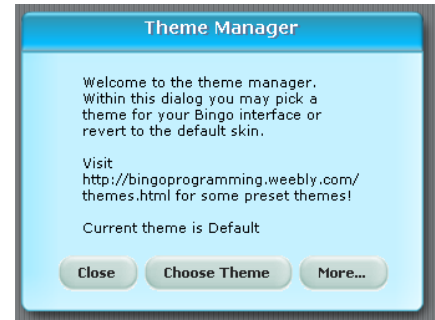 Theme Manager
Welcome to the theme manager.
Within this dialog you may pick a
theme for your Bingo interface or
revert to the default skin.
Visit
http://bingoprogramming.weebly.com/
themes.html for some preset themes!
Current theme is Default
Close
Choose Theme
More...